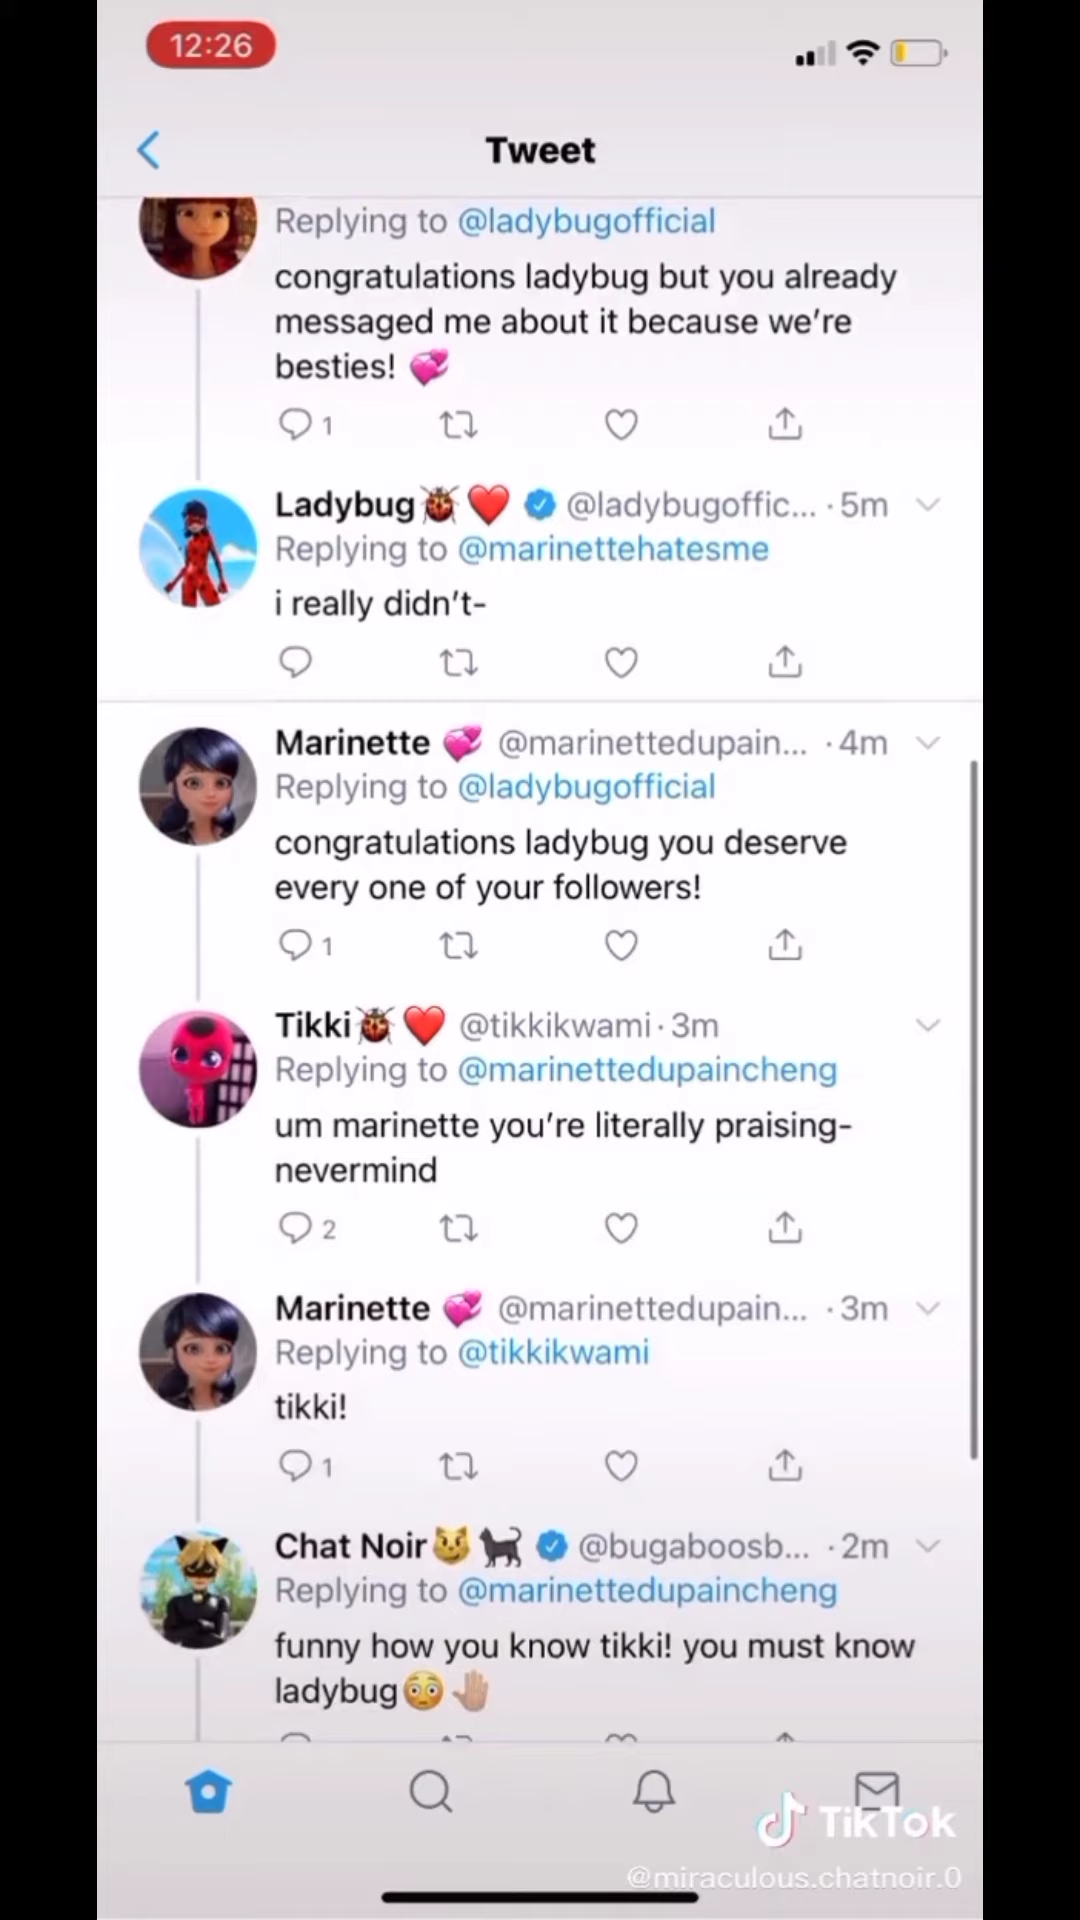 12:26
Tweet
Replying to @ladybugofficial
congratulations ladybug but you already
messaged me about it because we're
besties! 💞
1
Ladybug🐞❤️ @ladybugoffic... · 5m
Replying to @marinettehatesme
i really didn't-
Marinette 💞 @marinettedupain... · 4m
Replying to @ladybugofficial
congratulations ladybug you deserve
every one of your followers!
1
Tikki🐞❤️ @tikkikwami · 3m
Replying to @marinettedupaincheng
um marinette you're literally praising-
nevermind
2
Marinette 💞 @marinettedupain... · 3m
Replying to @tikkikwami
tikki!
1
Chat Noir😼🐈‍⬛ @bugaboosb... · 2m
Replying to @marinettedupaincheng
funny how you know tikki! you must know
ladybug😳🤚🏼
TikTok
@miraculous.chatnoir.0